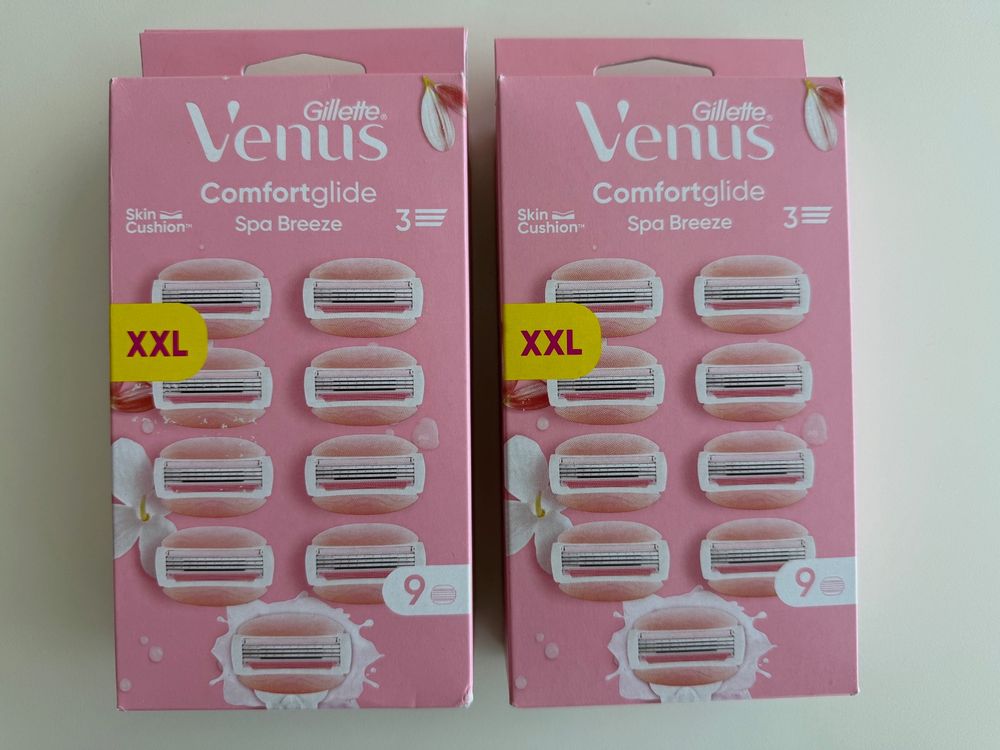 Gillette®
Venus
Comfortglide
Spa Breeze
Skin
Cushion™
3
XXL
9
Gillette®
Venus
Comfortglide
Spa Breeze
Skin
Cushion™
3
XXL
9